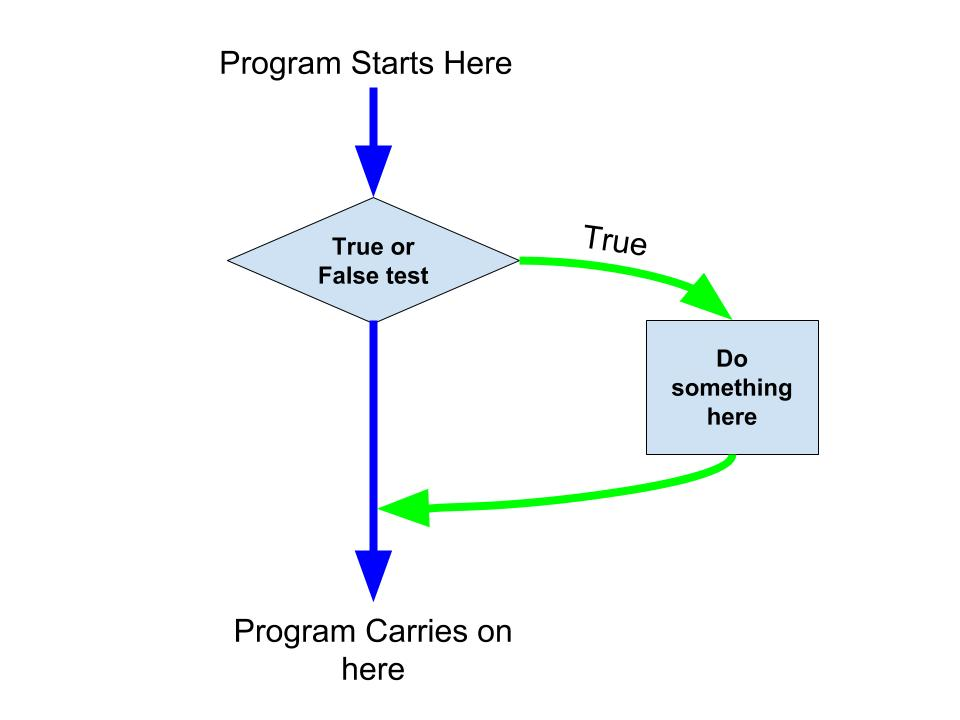 Program Starts Here
True or
False test
True
Do
something
here
Program Carries on
here